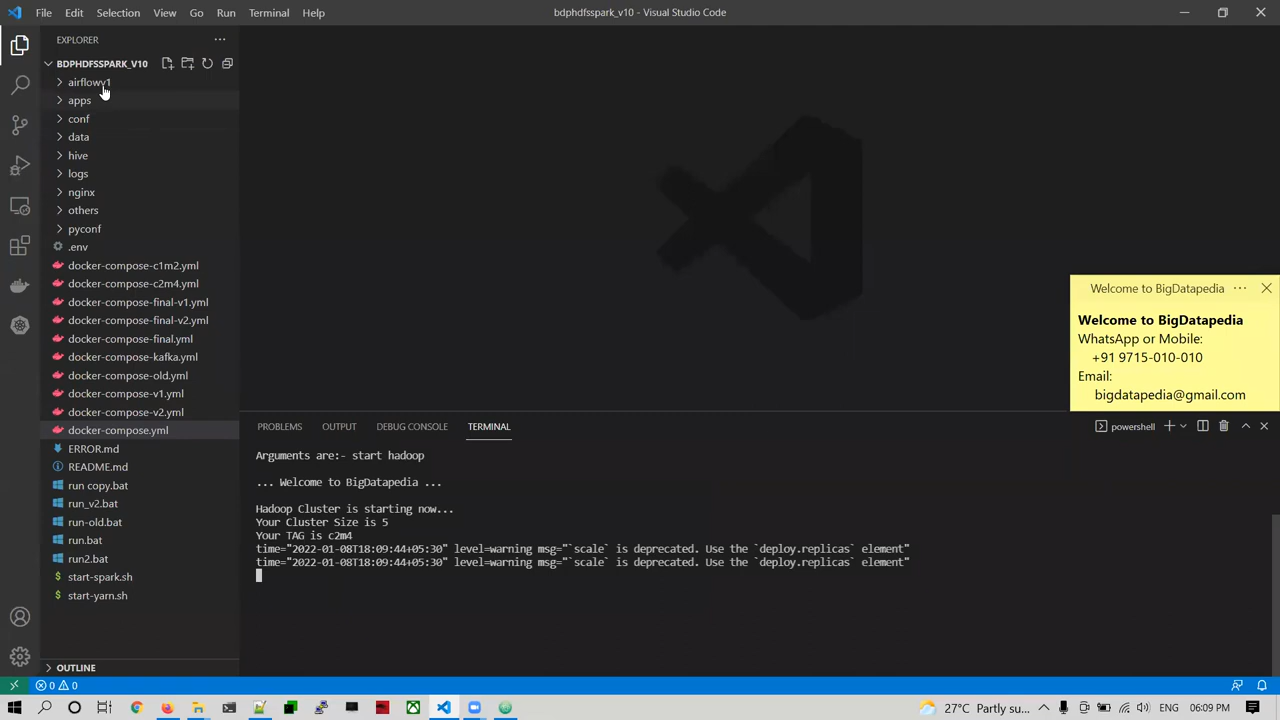 File Edit Selection View Go Run Terminal Help
bdphdfsspark_v10 - Visual Studio Code
EXPLORER
BDPHDFSSPARK_V10
airflowv1
apps
conf
data
hive
logs
nginx
others
pyconf
.env
docker-compose-c1m2.yml
docker-compose-c2m4.yml
docker-compose-final-v1.yml
docker-compose-final-v2.yml
docker-compose-final.yml
docker-compose-kafka.yml
docker-compose-old.yml
docker-compose-v1.yml
docker-compose-v2.yml
docker-compose.yml
ERROR.md
README.md
run copy.bat
run_v2.bat
run-old.bat
run.bat
run2.bat
start-spark.sh
start-yarn.sh
OUTLINE
Welcome to BigDatapedia
Welcome to BigDatapedia
WhatsApp or Mobile:
+91 9715-010-010
Email:
bigdatapedia@gmail.com
PROBLEMS OUTPUT DEBUG CONSOLE TERMINAL
powershell
Arguments are:- start hadoop
... Welcome to BigDatapedia ...
Hadoop Cluster is starting now...
Your Cluster Size is 5
Your TAG is c2m4
time="2022-01-08T18:09:44+05:30" level=warning msg="`scale` is deprecated. Use the `deploy.replicas` element"
time="2022-01-08T18:09:44+05:30" level=warning msg="`scale` is deprecated. Use the `deploy.replicas` element"
0 0
27°C Partly su... ENG 06:09 PM